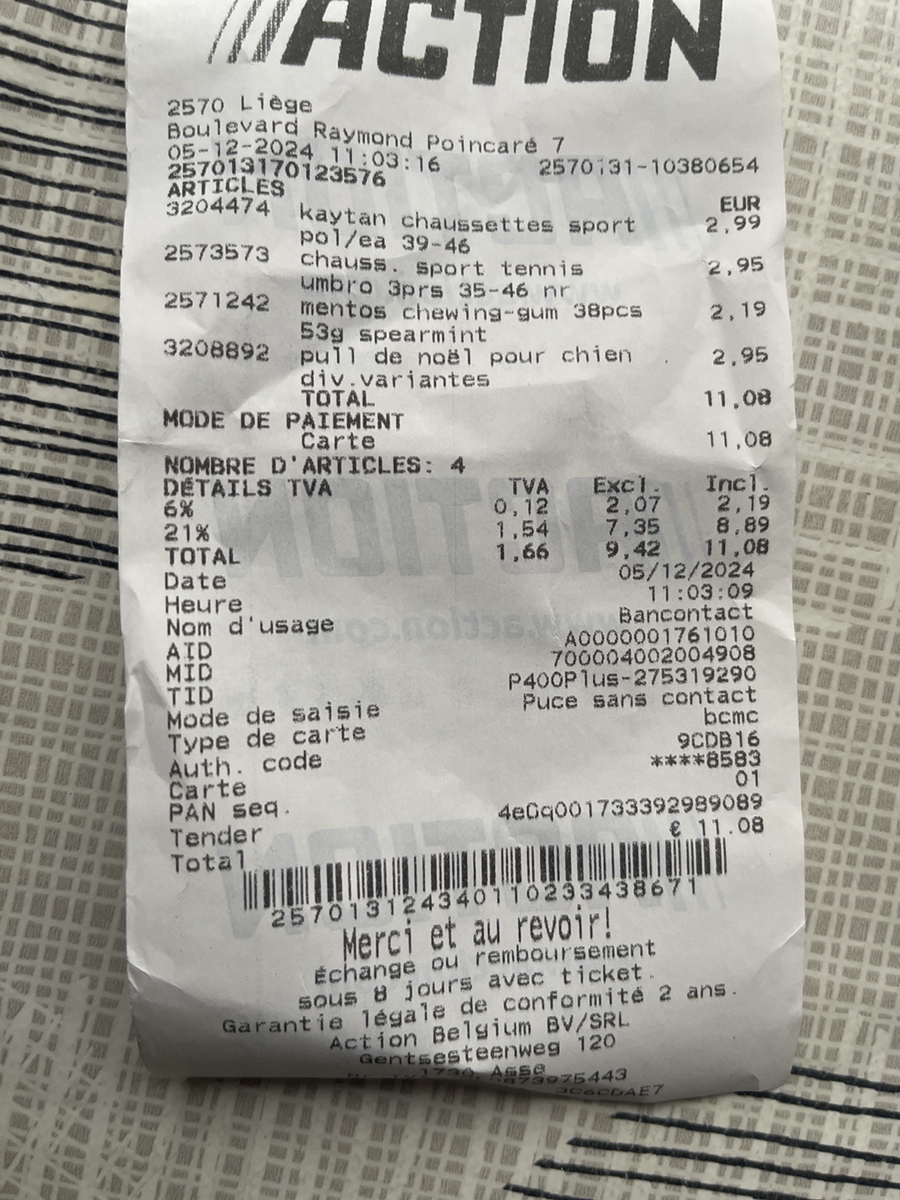 ACTION
2570 Liège
Boulevard Raymond Poincaré 7
05-12-2024 11:03:16 2570131-10380654
257013170123576
ARTICLES EUR
3204474 kaytan chaussettes sport 2,99
pol/ea 39-46
2573573 chauss. sport tennis 2,95
umbro 3prs 35-46 nr
2571242 mentos chewing-gum 38pcs 2,19
53g spearmint
3208892 pull de noël pour chien 2,95
div.variantes
TOTAL 11,08
MODE DE PAIEMENT
Carte 11,08
NOMBRE D'ARTICLES: 4
DÉTAILS TVA TVA Excl. Incl.
6% 0,12 2,07 2,19
21% 1,54 7,35 8,89
TOTAL 1,66 9,42 11,08
Date 05/12/2024
Heure 11:03:09
Nom d'usage Bancontact
AID A0000001761010
MID 700004002004908
TID P400Plus-275319290
Mode de saisie Puce sans contact
Type de carte bcmc
Auth. code 9CDB16
Carte ****8583
PAN seq. 01
Tender 4eCq001733392989089
Total € 11.08
257013124340110233438671
Merci et au revoir!
Échange ou remboursement
sous 8 jours avec ticket.
Garantie légale de conformité 2 ans.
Action Belgium BV/SRL
Gentsesteenweg 120
1730 Asse